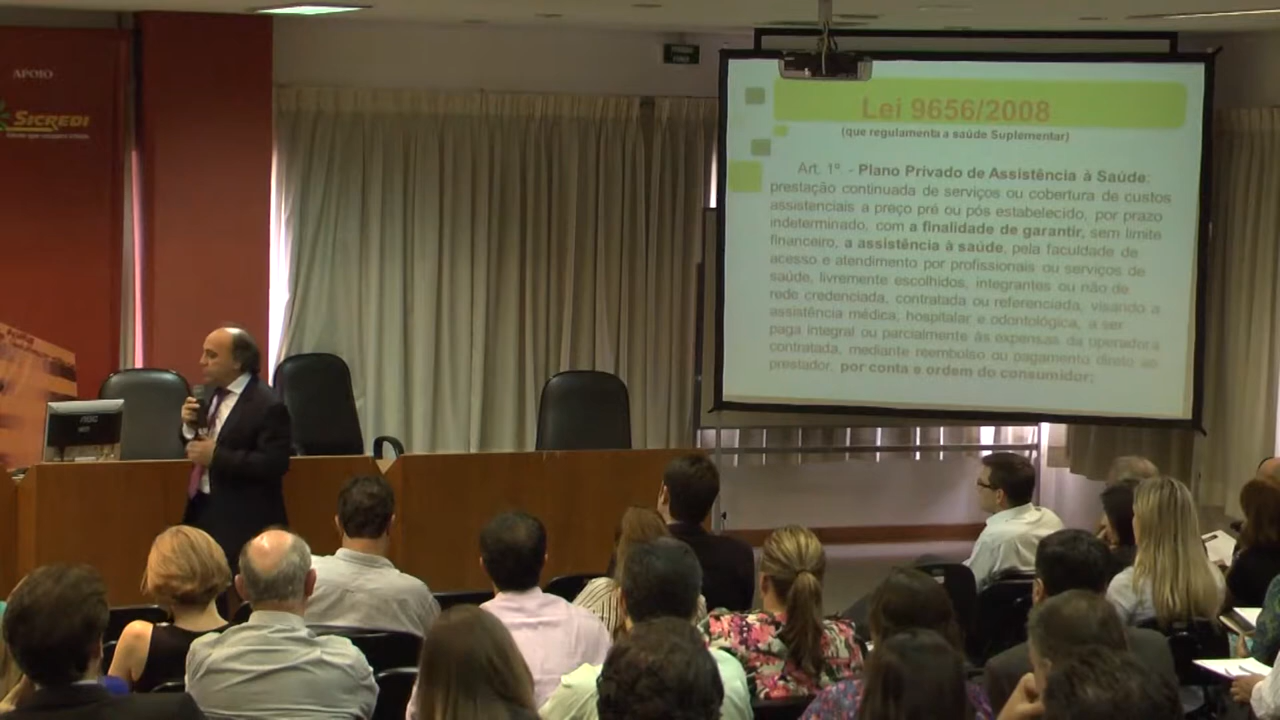 APOIO
SICREDI
Lei 9656/2008
(que regulamenta a saúde Suplementar)
Art. 1º. - Plano Privado de Assistência à Saúde:
prestação continuada de serviços ou cobertura de custos
assistenciais a preço pré ou pós estabelecido, por prazo
indeterminado, com a finalidade de garantir, sem limite
financeiro, a assistência à saúde, pela faculdade de
acesso e atendimento por profissionais ou serviços de
saúde, livremente escolhidos, integrantes ou não de
rede credenciada, contratada ou referenciada, visando a
assistência médica, hospitalar e odontológica, a ser
paga integral ou parcialmente às expensas da operadora
contratada, mediante reembolso ou pagamento direto ao
prestador, por conta e ordem do consumidor;